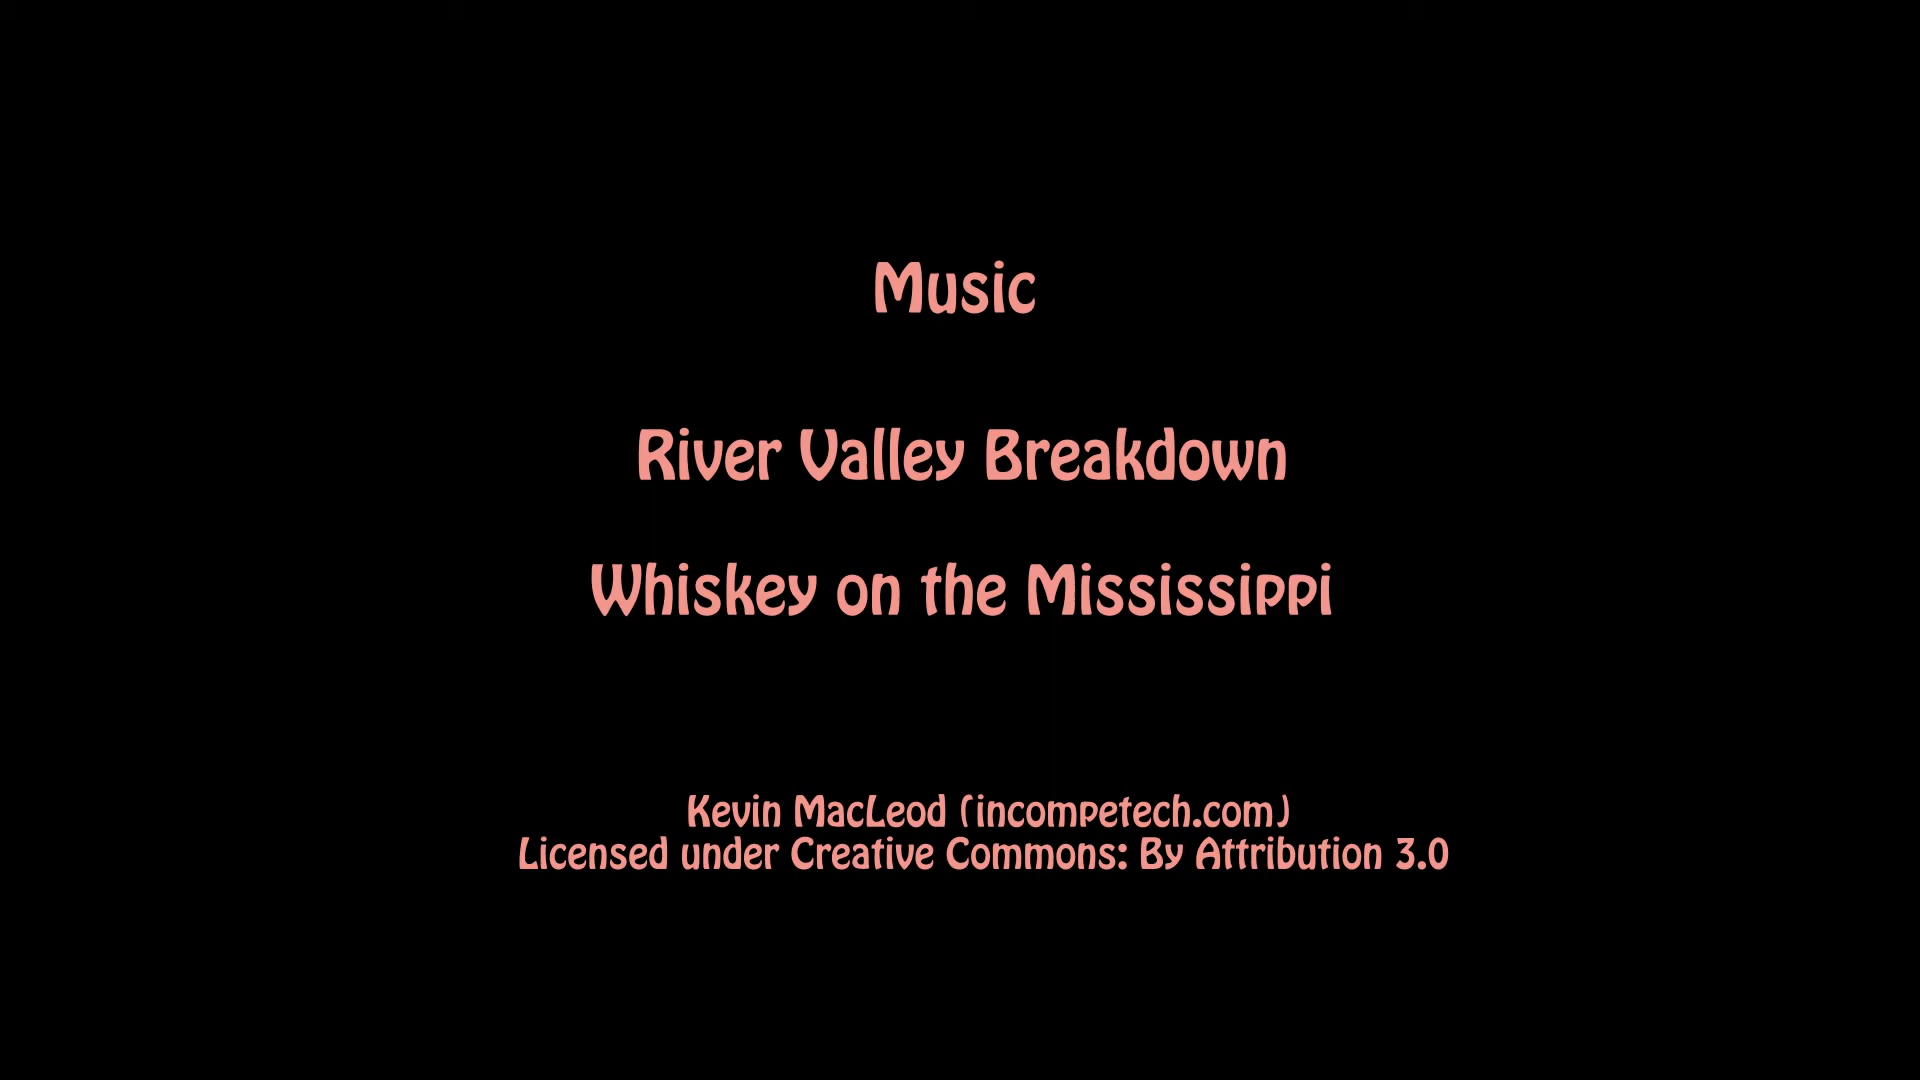 Music
River Valley Breakdown
Whiskey on the Mississippi
Kevin MacLeod (incompetech.com)
Licensed under Creative Commons: By Attribution 3.0